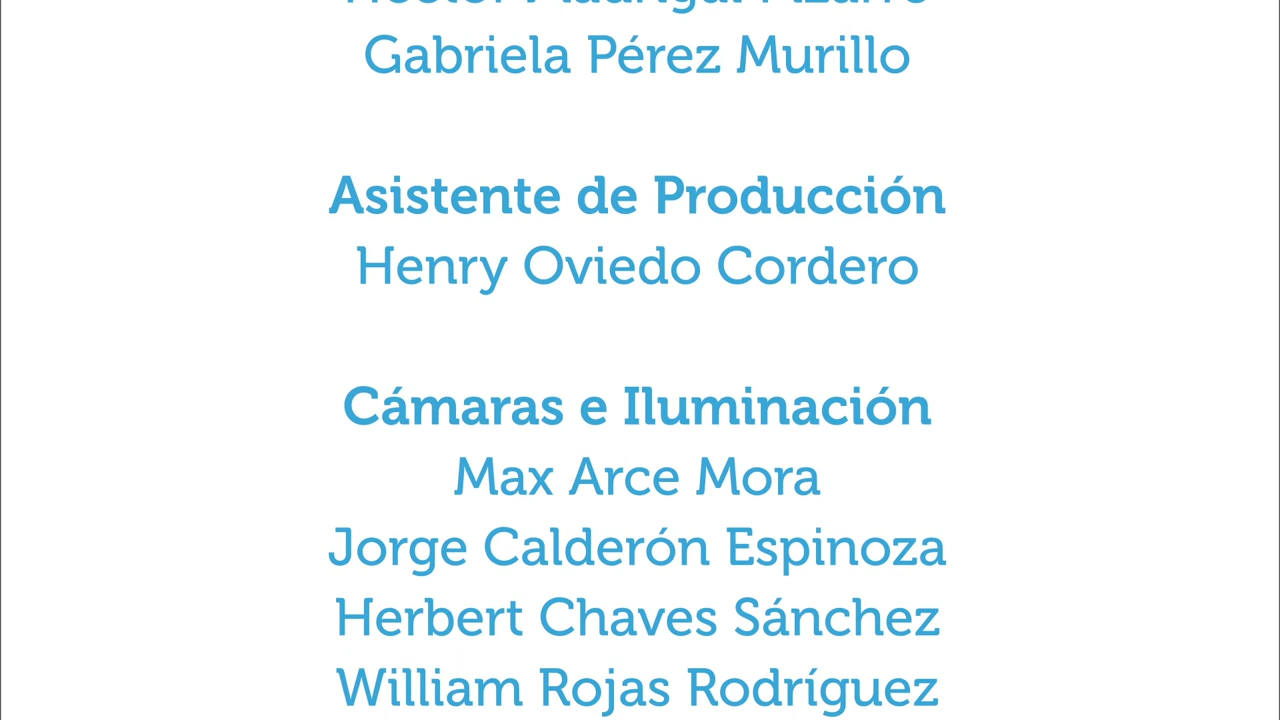 Gabriela Pérez Murillo
Asistente de Producción
Henry Oviedo Cordero
Cámaras e Iluminación
Max Arce Mora
Jorge Calderón Espinoza
Herbert Chaves Sánchez
William Rojas Rodríguez